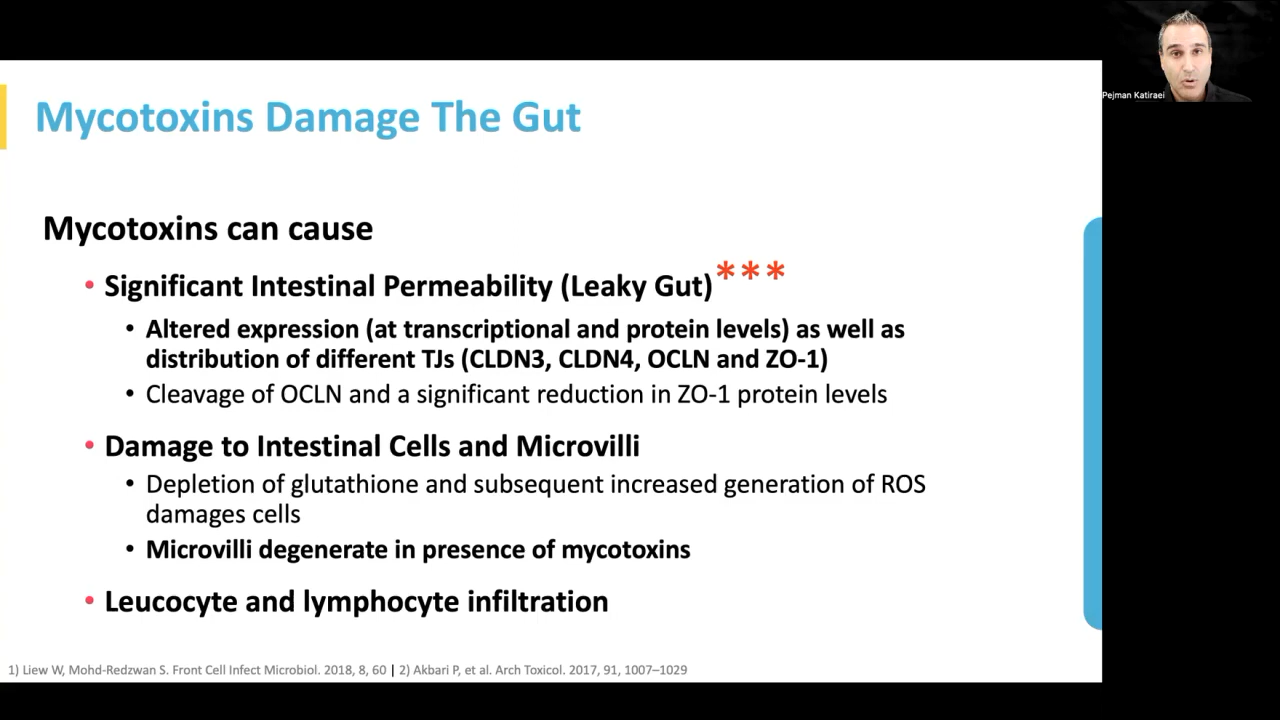 Mycotoxins Damage The Gut
Pejman Katiraei
Mycotoxins can cause
• Significant Intestinal Permeability (Leaky Gut)***
• Altered expression (at transcriptional and protein levels) as well as
distribution of different TJs (CLDN3, CLDN4, OCLN and ZO-1)
• Cleavage of OCLN and a significant reduction in ZO-1 protein levels
• Damage to Intestinal Cells and Microvilli
• Depletion of glutathione and subsequent increased generation of ROS
damages cells
• Microvilli degenerate in presence of mycotoxins
• Leucocyte and lymphocyte infiltration
1) Liew W, Mohd-Redzwan S. Front Cell Infect Microbiol. 2018, 8, 60 | 2) Akbari P, et al. Arch Toxicol. 2017, 91, 1007–1029